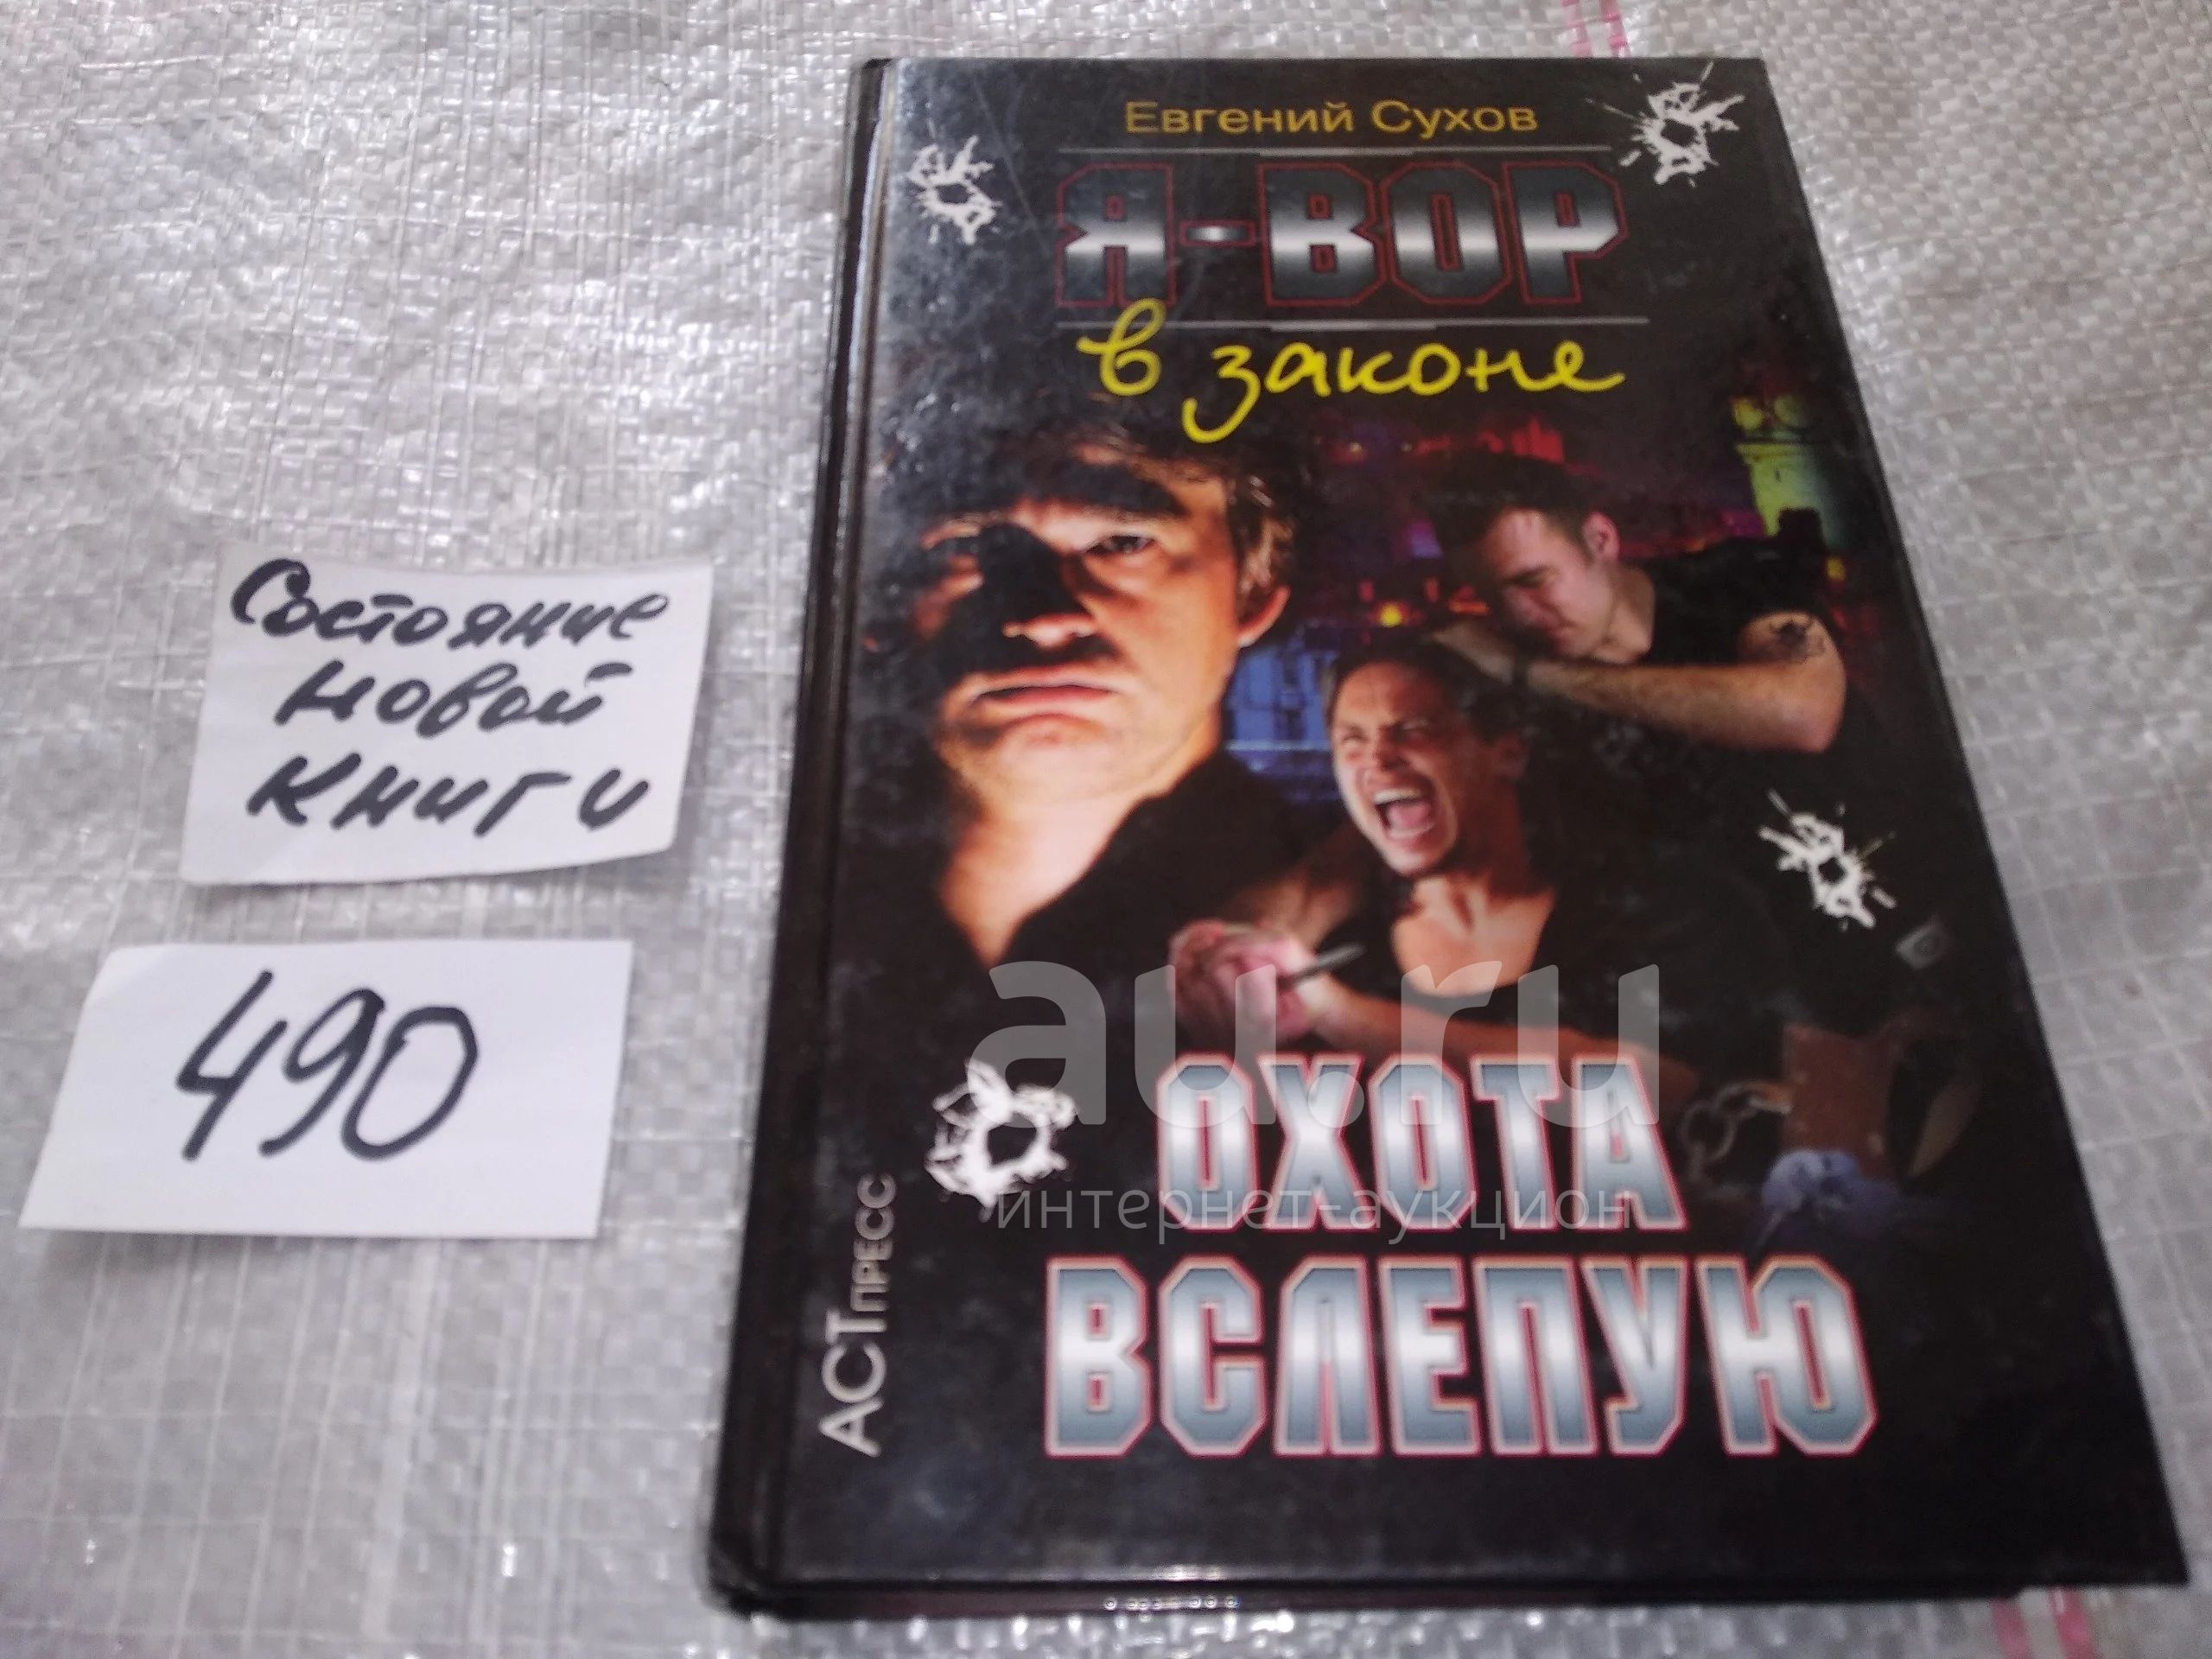 Состояние
новой
книги
490
Евгений Сухов
Я-ВОР
в законе
au.ru
интернет-аукцион
ОХОТА
ВСЛЕПУЮ
АСТПРЕСС